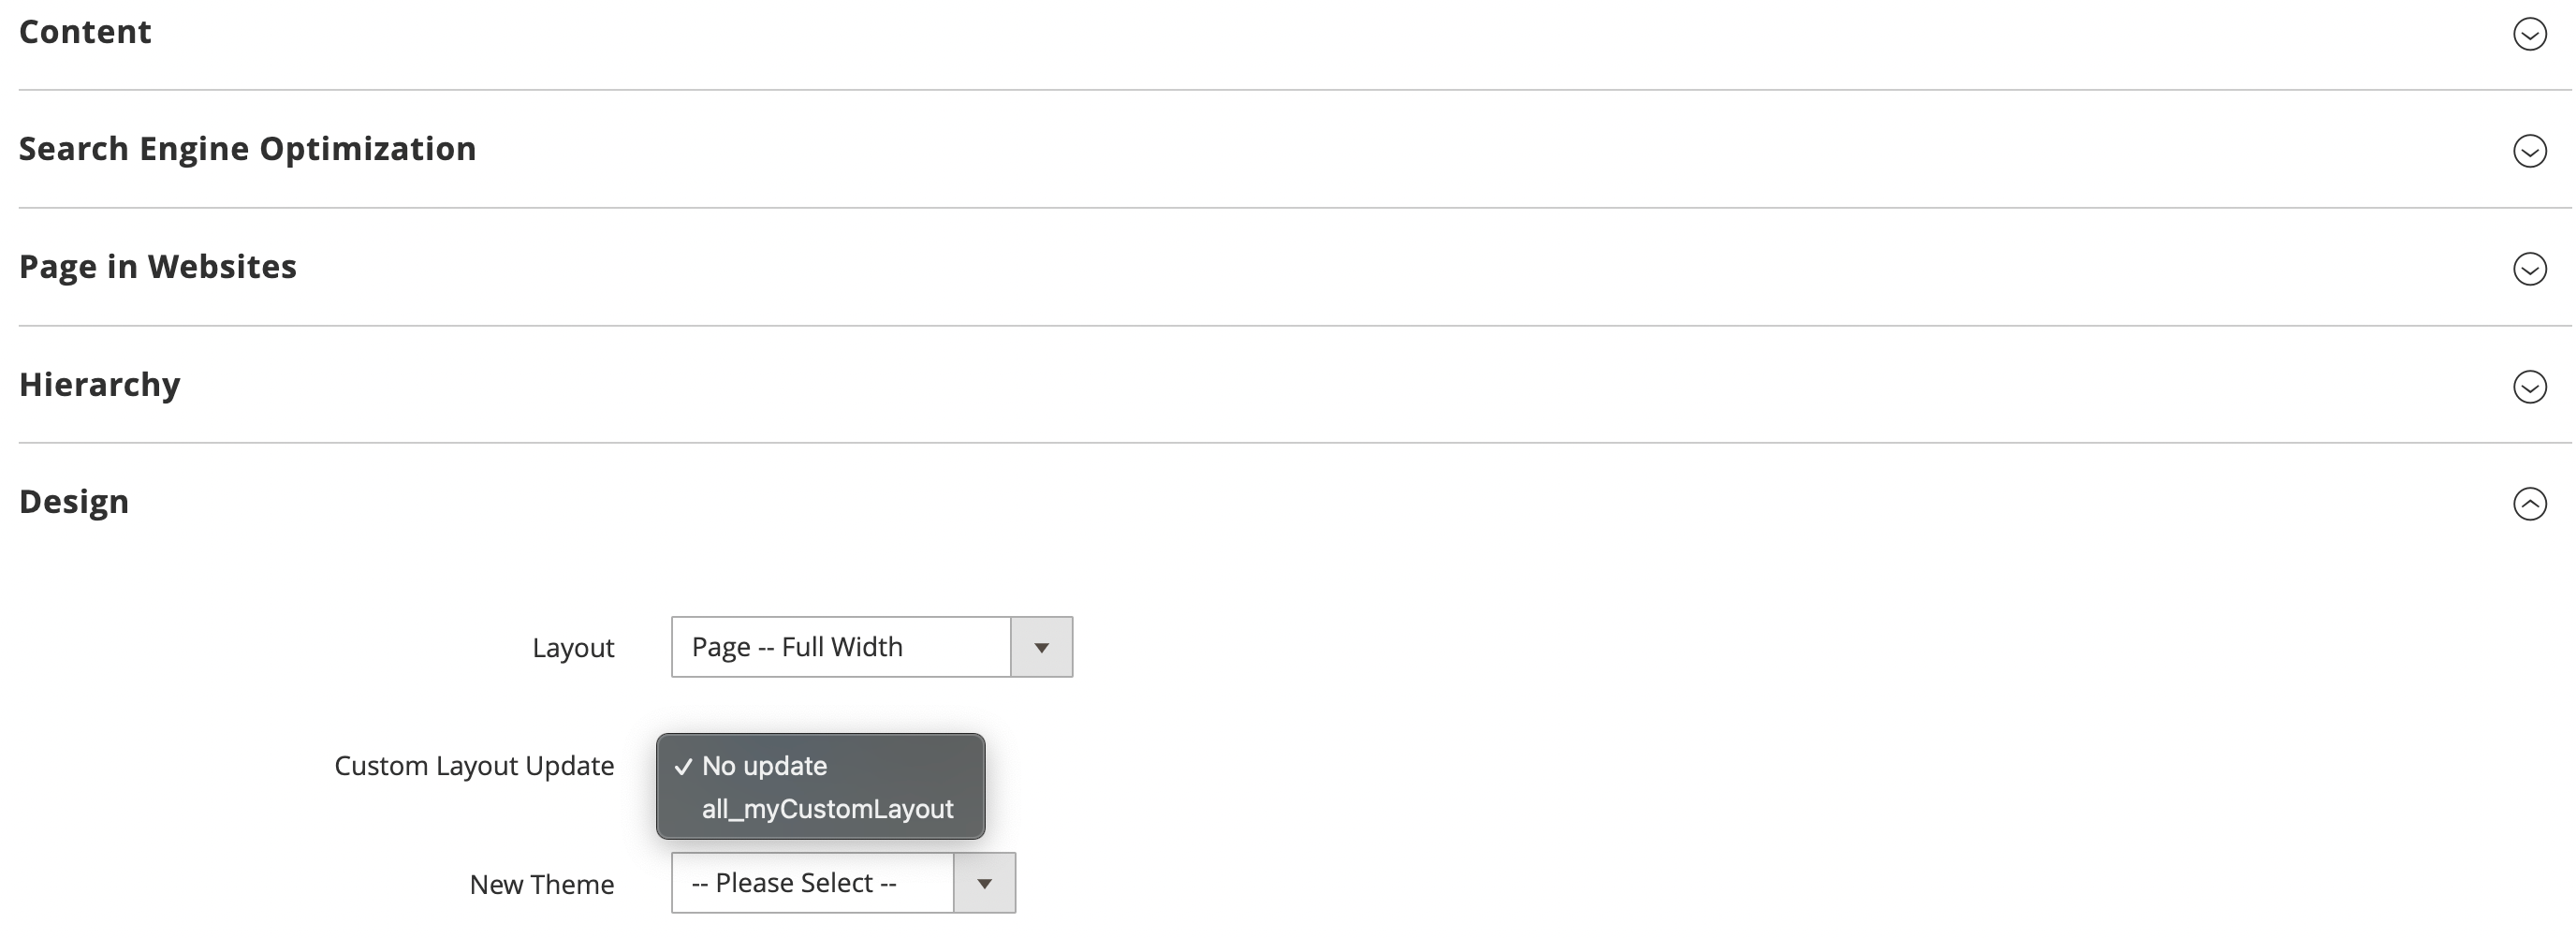 Content
Search Engine Optimization
Page in Websites
Hierarchy
Design
Layout
Page -- Full Width
Custom Layout Update
✓ No update
all_myCustomLayout
New Theme
-- Please Select --